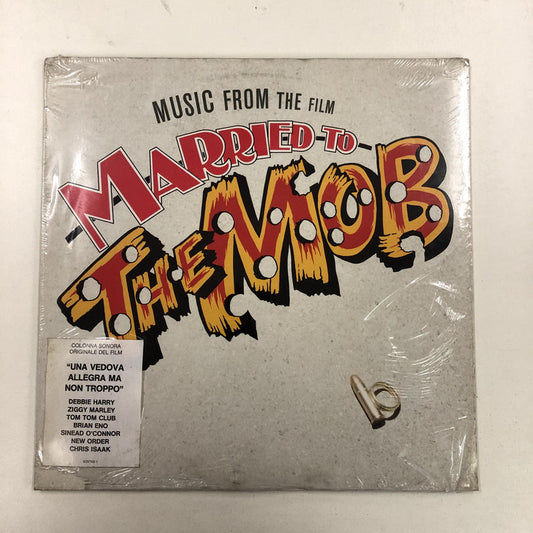 MUSIC FROM THE FILM
MARRIED TO
THE MOB
COLONNA SONORA
ORIGINALE DEL FILM
"UNA VEDOVA
ALLEGRA MA
NON TROPPO"
DEBBIE HARRY
ZIGGY MARLEY
TOM TOM CLUB
BRIAN ENO
SINEAD O'CONNOR
NEW ORDER
CHRIS ISAAK